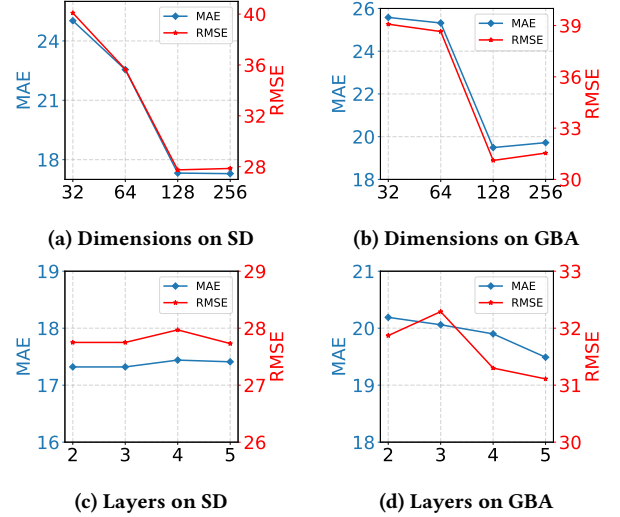 24
21
18
MAE
MAE
RMSE
40
36
32
28
RMSE
32 64 128 256
(a) Dimensions on SD
26
24
22
20
18
MAE
MAE
RMSE
39
36
33
30
RMSE
32 64 128 256
(b) Dimensions on GBA
19
18
17
16
MAE
MAE
RMSE
29
28
27
26
RMSE
2 3 4 5
(c) Layers on SD
21
20
19
18
MAE
MAE
RMSE
33
32
31
30
RMSE
2 3 4 5
(d) Layers on GBA